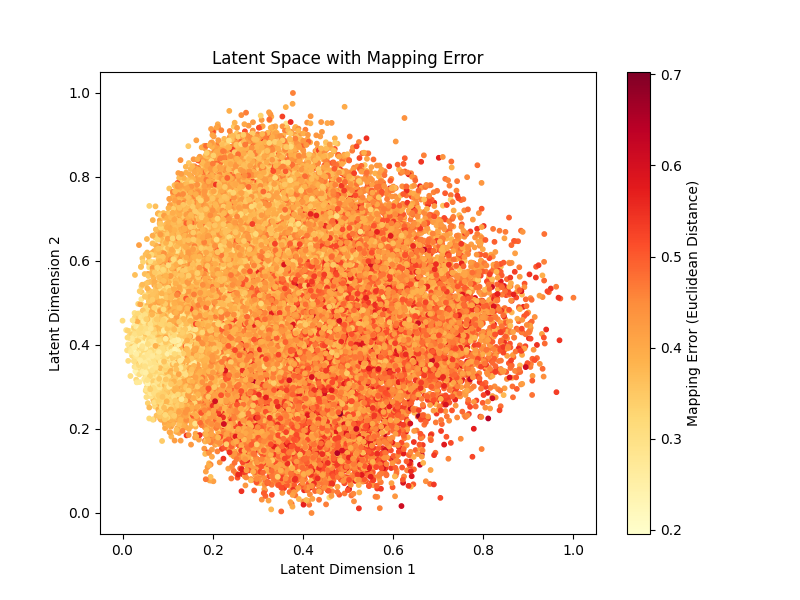 Latent Space with Mapping Error
Latent Dimension 2
1.0
0.8
0.6
0.4
0.2
0.0
0.0 0.2 0.4 0.6 0.8 1.0
Latent Dimension 1
0.7
0.6
0.5
0.4
0.3
0.2
Mapping Error (Euclidean Distance)